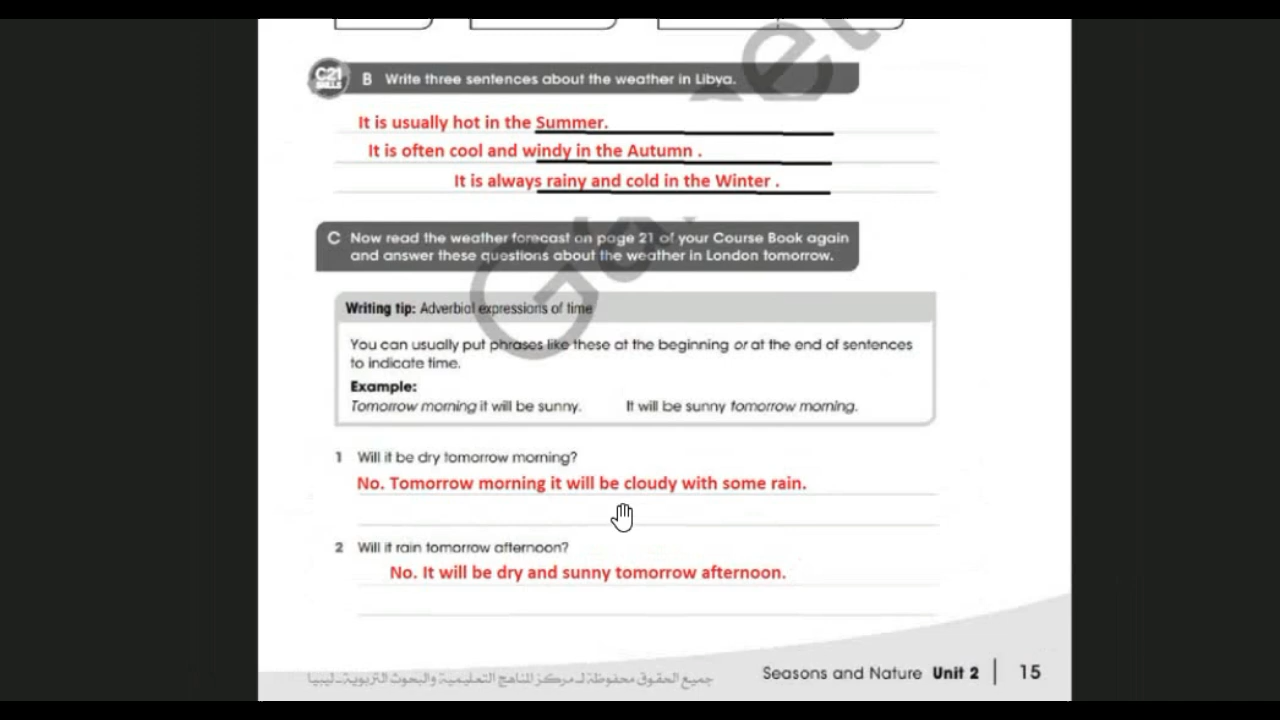 C21
SKILLS
B Write three sentences about the weather in Libya.
It is usually hot in the Summer.
It is often cool and windy in the Autumn .
It is always rainy and cold in the Winter .
C Now read the weather forecast on page 21 of your Course Book again
and answer these questions about the weather in London tomorrow.
Writing tip: Adverbial expressions of time
You can usually put phrases like these at the beginning or at the end of sentences
to indicate time.
Example:
Tomorrow morning it will be sunny. It will be sunny tomorrow morning.
1 Will it be dry tomorrow morning?
No. Tomorrow morning it will be cloudy with some rain.
2 Will it rain tomorrow afternoon?
No. It will be dry and sunny tomorrow afternoon.
جميع الحقوق محفوظة لـ مركز المناهج التعليمية والبحوث التربوية - ليبيا
Seasons and Nature Unit 2 | 15